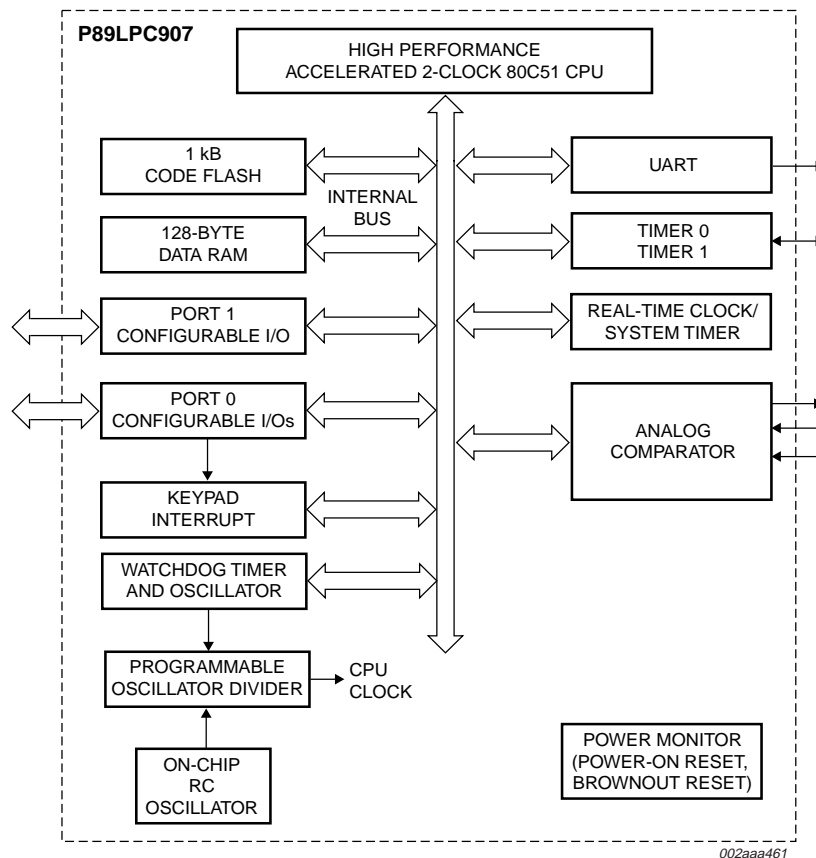 P89LPC907
HIGH PERFORMANCE
ACCELERATED 2-CLOCK 80C51 CPU
1 kB
CODE FLASH
UART
INTERNAL
BUS
128-BYTE
DATA RAM
TIMER 0
TIMER 1
PORT 1
CONFIGURABLE I/O
REAL-TIME CLOCK/
SYSTEM TIMER
PORT 0
CONFIGURABLE I/Os
ANALOG
COMPARATOR
KEYPAD
INTERRUPT
WATCHDOG TIMER
AND OSCILLATOR
PROGRAMMABLE
OSCILLATOR DIVIDER
CPU
CLOCK
POWER MONITOR
(POWER-ON RESET,
BROWNOUT RESET)
ON-CHIP
RC
OSCILLATOR
002aaa461